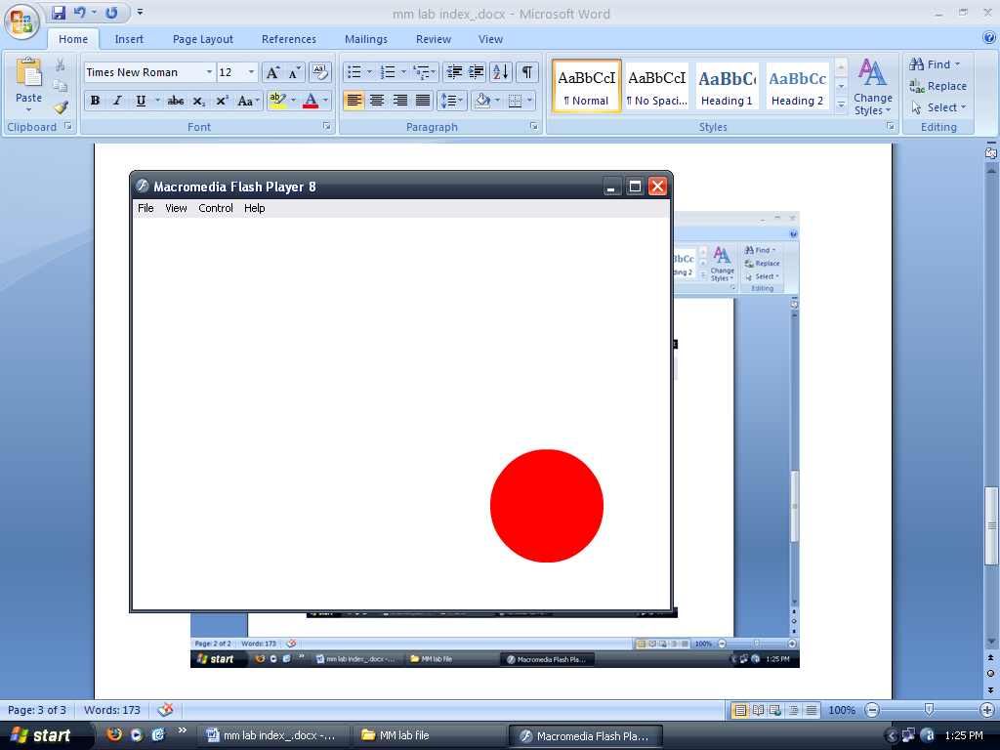 mm lab index_.docx - Microsoft Word
Home Insert Page Layout References Mailings Review View
Paste
Clipboard
Times New Roman 12
B I U abc x₂ x² Aa
Font
Paragraph
AaBbCcI AaBbCcI AaBbCc AaBbCc
¶ Normal ¶ No Spaci... Heading 1 Heading 2
Change Styles
Styles
Find
Replace
Select
Editing
Macromedia Flash Player 8
File View Control Help
BbCc
ding 2
Change
Styles
Find
Replace
Select
Editing
Page: 2 of 2 Words: 173 100%
start mm lab index_.docx -... MM lab file Macromedia Flash Pla... 1:25 PM
Page: 3 of 3 Words: 173 100%
start mm lab index_.docx -... MM lab file Macromedia Flash Pla... 1:25 PM